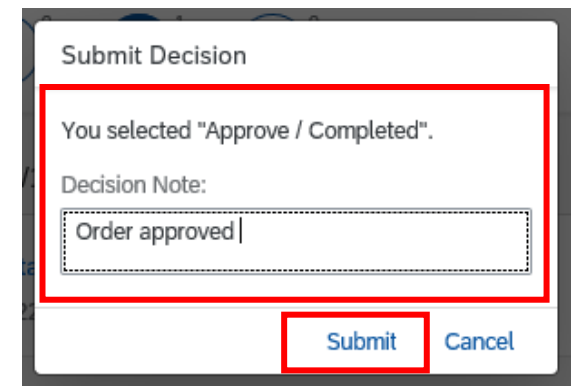 Submit Decision
You selected "Approve / Completed".
Decision Note:
Order approved
Submit Cancel